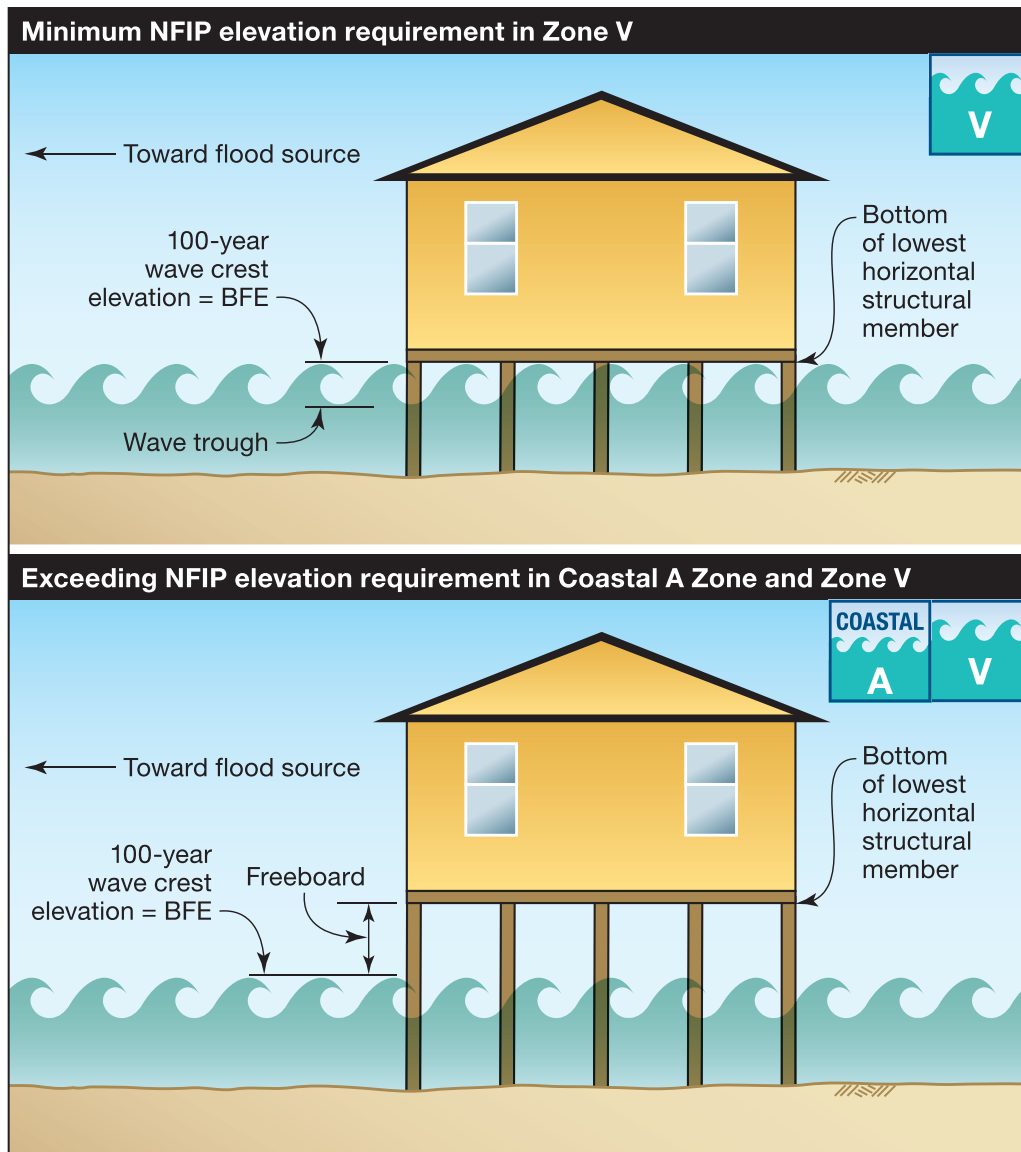 Minimum NFIP elevation requirement in Zone V
V
Toward flood source
100-year
wave crest
elevation = BFE
Bottom
of lowest
horizontal
structural
member
Wave trough
Exceeding NFIP elevation requirement in Coastal A Zone and Zone V
COASTAL
A
V
Toward flood source
Bottom
of lowest
horizontal
structural
member
100-year
wave crest
elevation = BFE
Freeboard